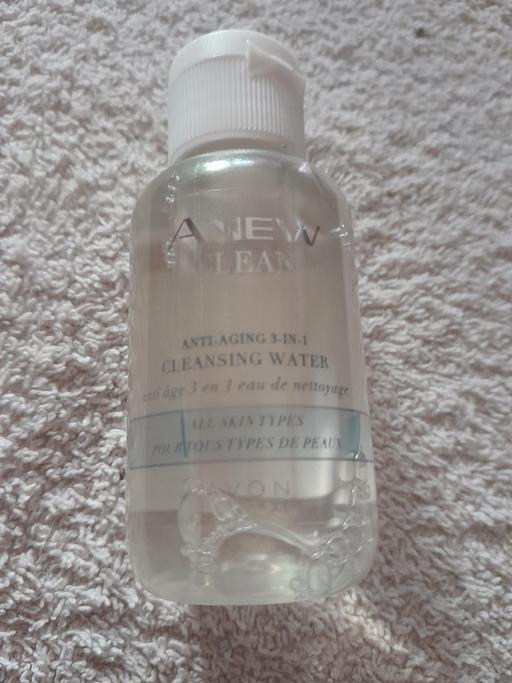 ANEW
CLEAN
ANTI-AGING 3-IN-1
CLEANSING WATER
anti âge 3 en 1 eau de nettoyage
ALL SKIN TYPES
POUR TOUS TYPES DE PEAUX
AVON